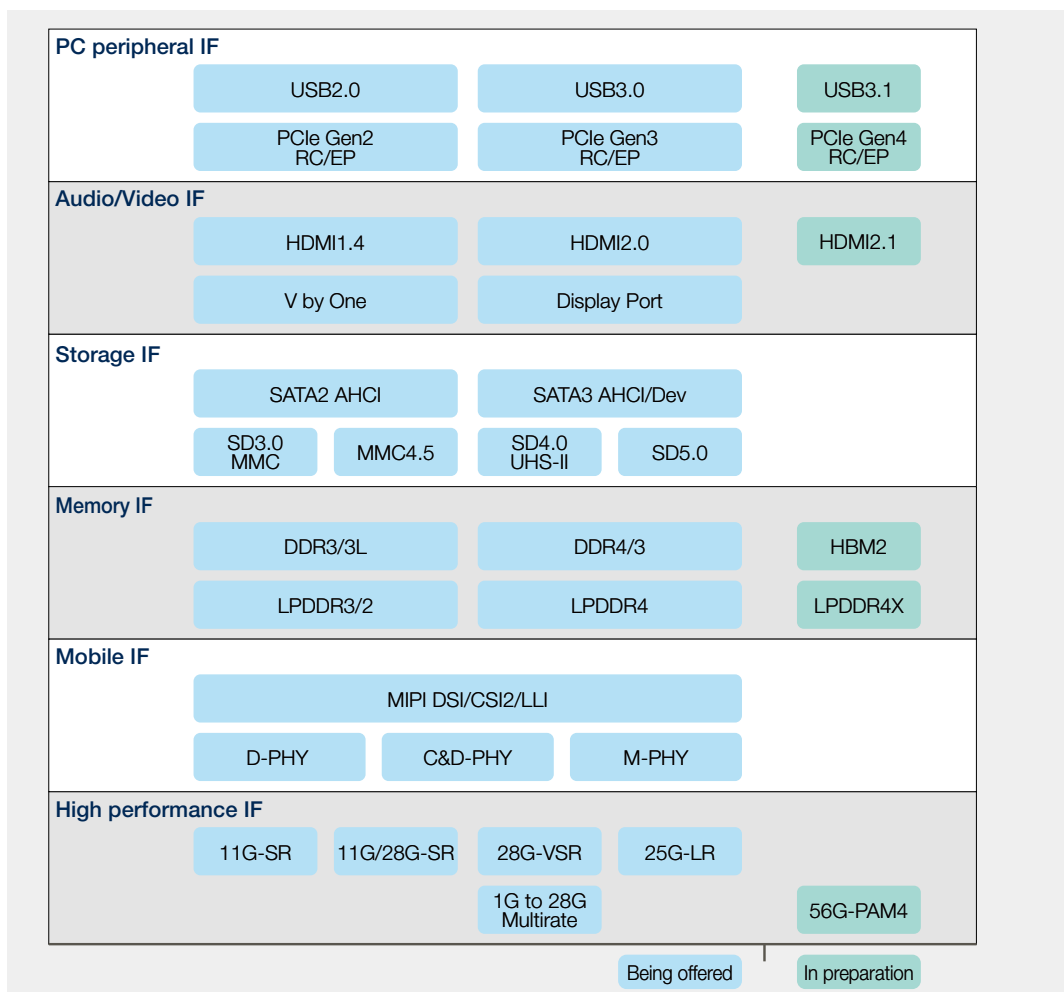 PC peripheral IF
USB2.0
USB3.0
USB3.1
PCIe Gen2
RC/EP
PCIe Gen3
RC/EP
PCIe Gen4
RC/EP
Audio/Video IF
HDMI1.4
HDMI2.0
HDMI2.1
V by One
Display Port
Storage IF
SATA2 AHCI
SATA3 AHCI/Dev
SD3.0
MMC
MMC4.5
SD4.0
UHS-II
SD5.0
Memory IF
DDR3/3L
DDR4/3
HBM2
LPDDR3/2
LPDDR4
LPDDR4X
Mobile IF
MIPI DSI/CSI2/LLI
D-PHY
C&D-PHY
M-PHY
High performance IF
11G-SR
11G/28G-SR
28G-VSR
25G-LR
1G to 28G
Multirate
56G-PAM4
Being offered
In preparation